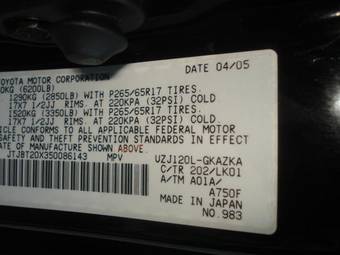 DATE 04/05
TOYOTA MOTOR CORPORATION
0KG (6200LB)
1290KG (2850LB) WITH P265/65R17 TIRES.
17X7 1/2JJ RIMS. AT 220KPA (32PSI) COLD
1520KG (3350LB) WITH P265/65R17 TIRES.
17X7 1/2JJ RIMS. AT 220KPA (32PSI) COLD
VEHICLE CONFORMS TO ALL APPLICABLE FEDERAL MOTOR
SAFETY AND THEFT PREVENTION STANDARDS IN EFFECT
DATE OF MANUFACTURE SHOWN ABOVE.
JTJBT20X350086143 MPV UZJ120L-GKAZKA
C/TR 202/LK01
A/TM A01A/
A750F
MADE IN JAPAN
NO.983